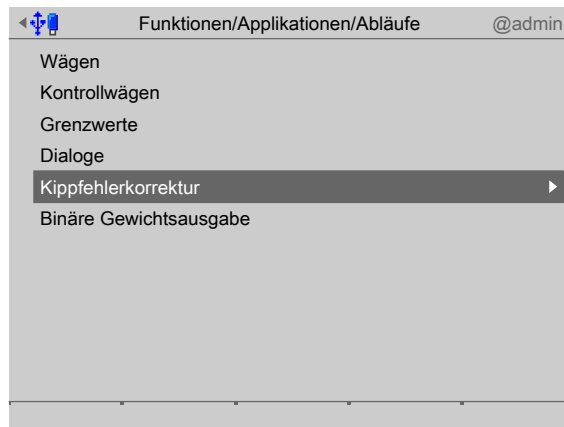 Funktionen/Applikationen/Abläufe @admin
Wägen
Kontrollwägen
Grenzwerte
Dialoge
Kippfehlerkorrektur
Binäre Gewichtsausgabe